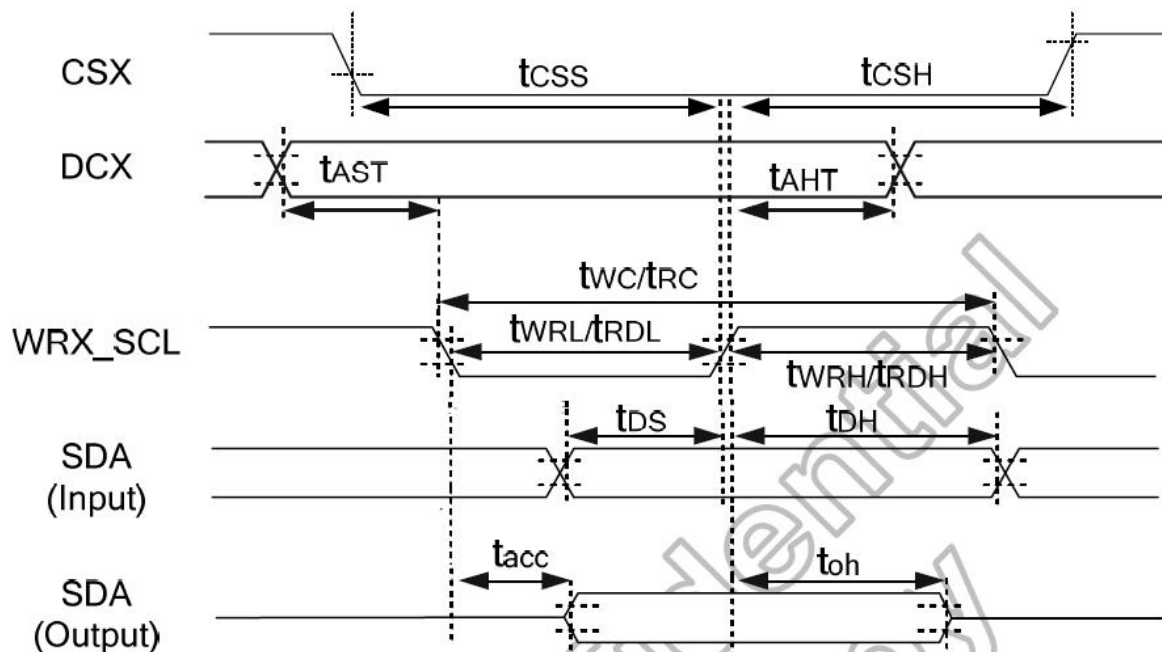 CSX
tCSS
tCSH
DCX
tAST
tAHT
tWC/tRC
WRX_SCL
tWRL/tRDL
tWRH/tRDH
tDS
tDH
SDA
(Input)
tacc
toh
SDA
(Output)